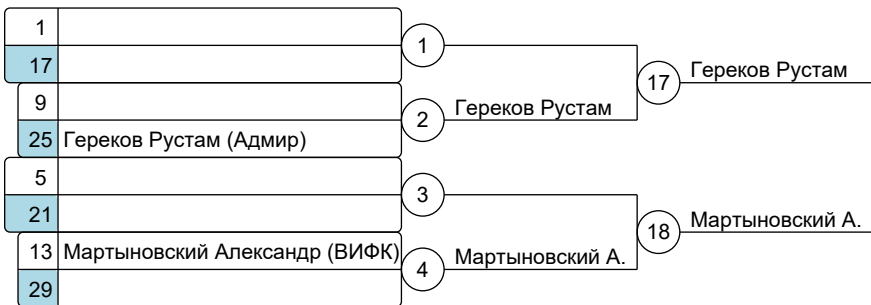 1
17
1
9
25 Гереков Рустам (Адмир)
2
Гереков Рустам
17
Гереков Рустам
5
21
3
13 Мартыновский Александр (ВИФК)
29
4
Мартыновский А.
18
Мартыновский А.